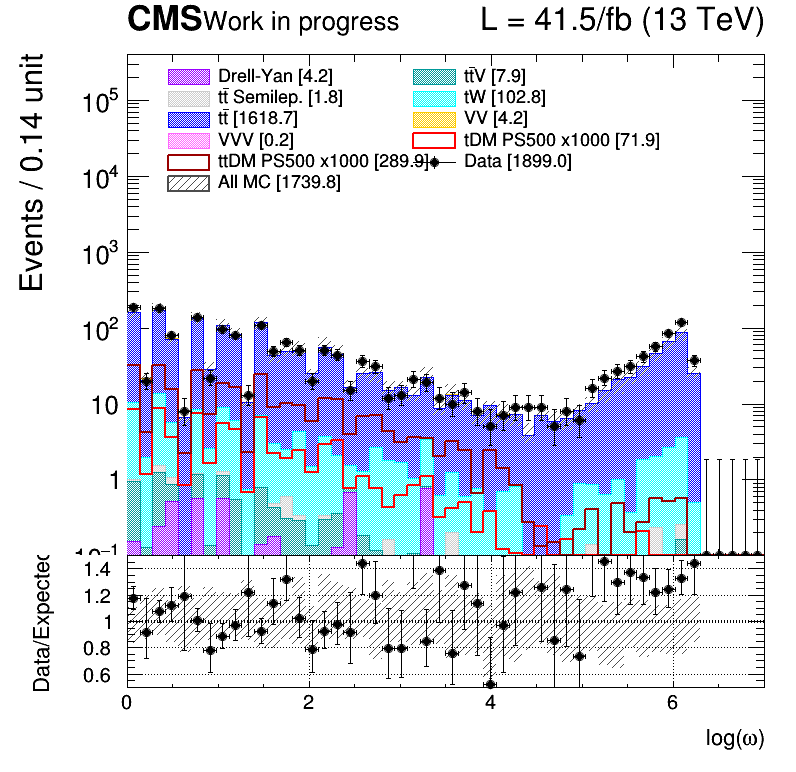 CMS Work in progress L = 41.5/fb (13 TeV)
Events / 0.14 unit
Drell-Yan [4.2] tt̄V [7.9]
tt̄ Semilep. [1.8] tW [102.8]
tt̄ [1618.7] VV [4.2]
VVV [0.2] tDM PS500 x1000 [71.9]
ttDM PS500 x1000 [289.9] Data [1899.0]
All MC [1739.8]
10⁵
10⁴
10³
10²
10
1
10⁻¹
Data/Expected
1.4
1.2
1
0.8
0.6
0 2 4 6
log(ω)